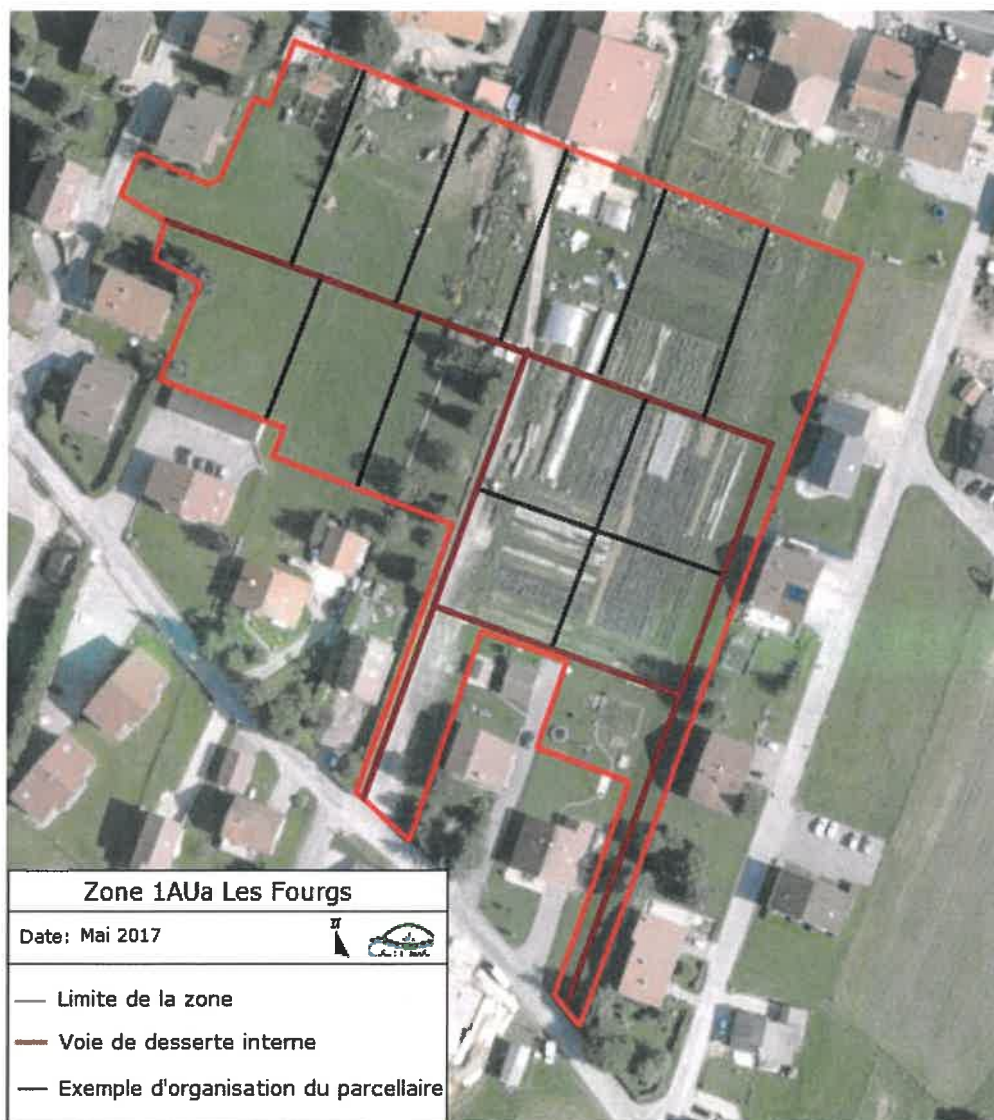 Zone 1AUa Les Fourgs
Date: Mai 2017
Limite de la zone
Voie de desserte interne
Exemple d'organisation du parcellaire